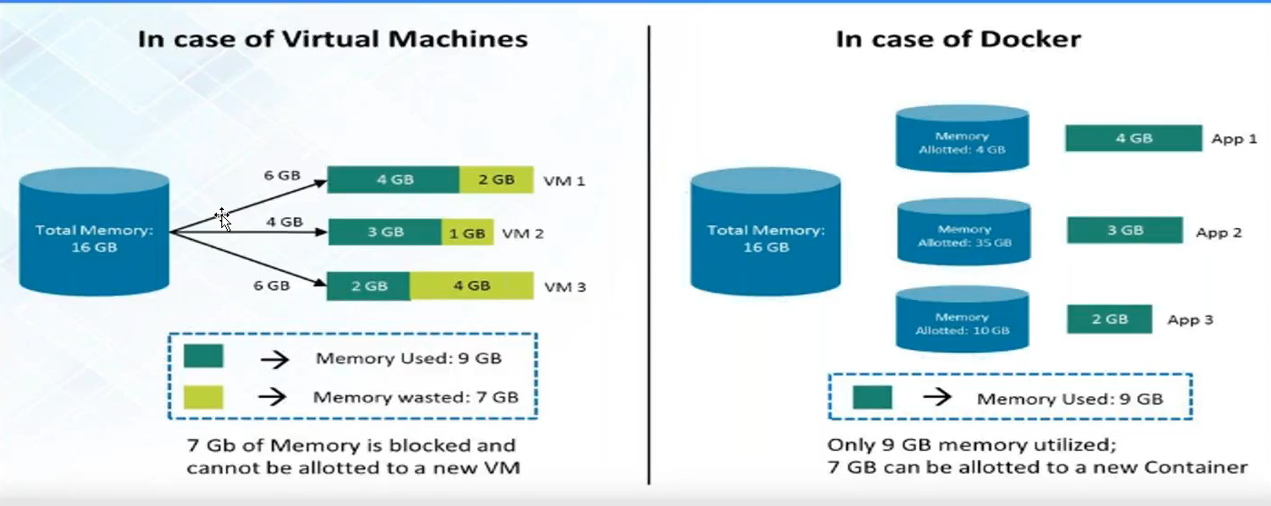 In case of Virtual Machines
Total Memory:
16 GB
6 GB
4 GB
2 GB
VM 1
4 GB
3 GB
1 GB
VM 2
6 GB
2 GB
4 GB
VM 3
Memory Used: 9 GB
Memory wasted: 7 GB
7 Gb of Memory is blocked and
cannot be allotted to a new VM
In case of Docker
Total Memory:
16 GB
Memory
Allotted: 4 GB
4 GB
App 1
Memory
Allotted: 35 GB
3 GB
App 2
Memory
Allotted: 10 GB
2 GB
App 3
Memory Used: 9 GB
Only 9 GB memory utilized;
7 GB can be allotted to a new Container